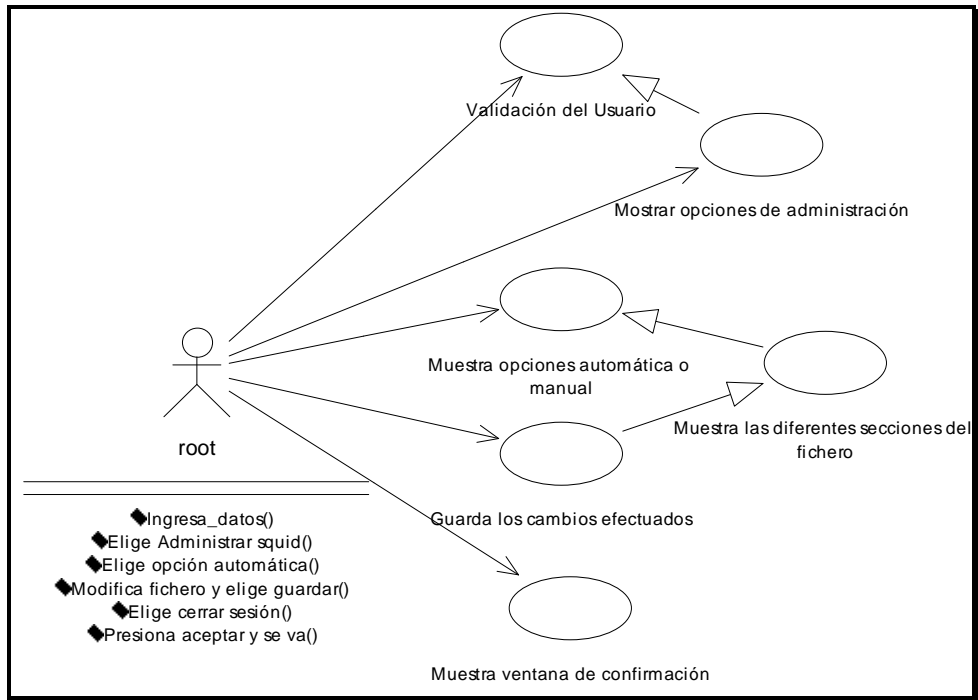 Validación del Usuario
Mostrar opciones de administración
Muestra opciones automática o
manual
Muestra las diferentes secciones del
fichero
root
Guarda los cambios efectuados
Ingresa_datos()
Elige Administrar squid()
Elige opción automática()
Modifica fichero y elige guardar()
Elige cerrar sesión()
Presiona aceptar y se va()
Muestra ventana de confirmación